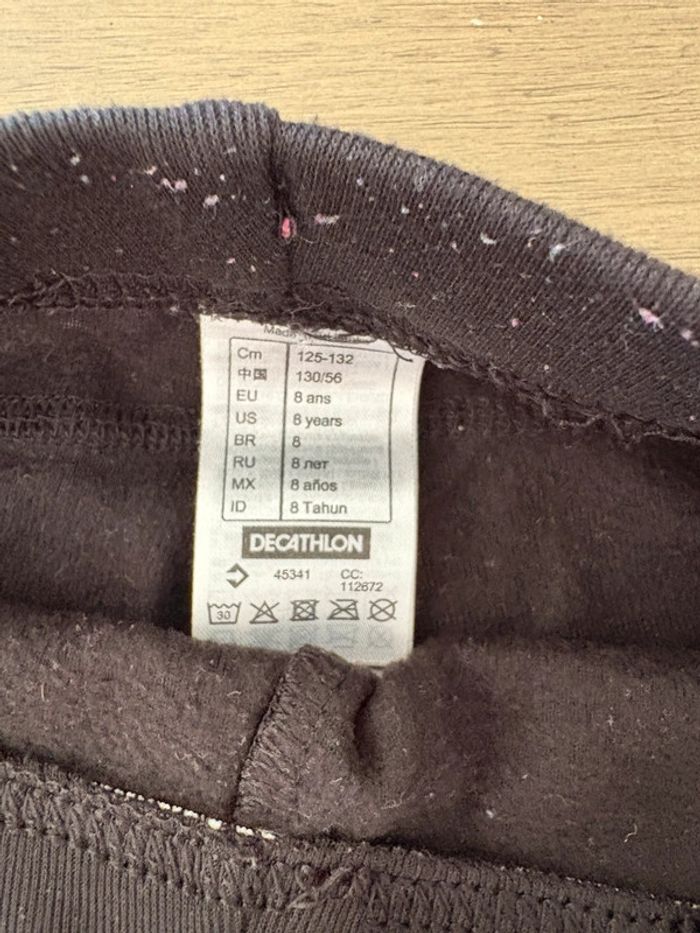 Made
Cm 125-132
中国 130/56
EU 8 ans
US 8 years
BR 8
RU 8 лет
MX 8 años
ID 8 Tahun
DECATHLON
45341 CC:
112672
30